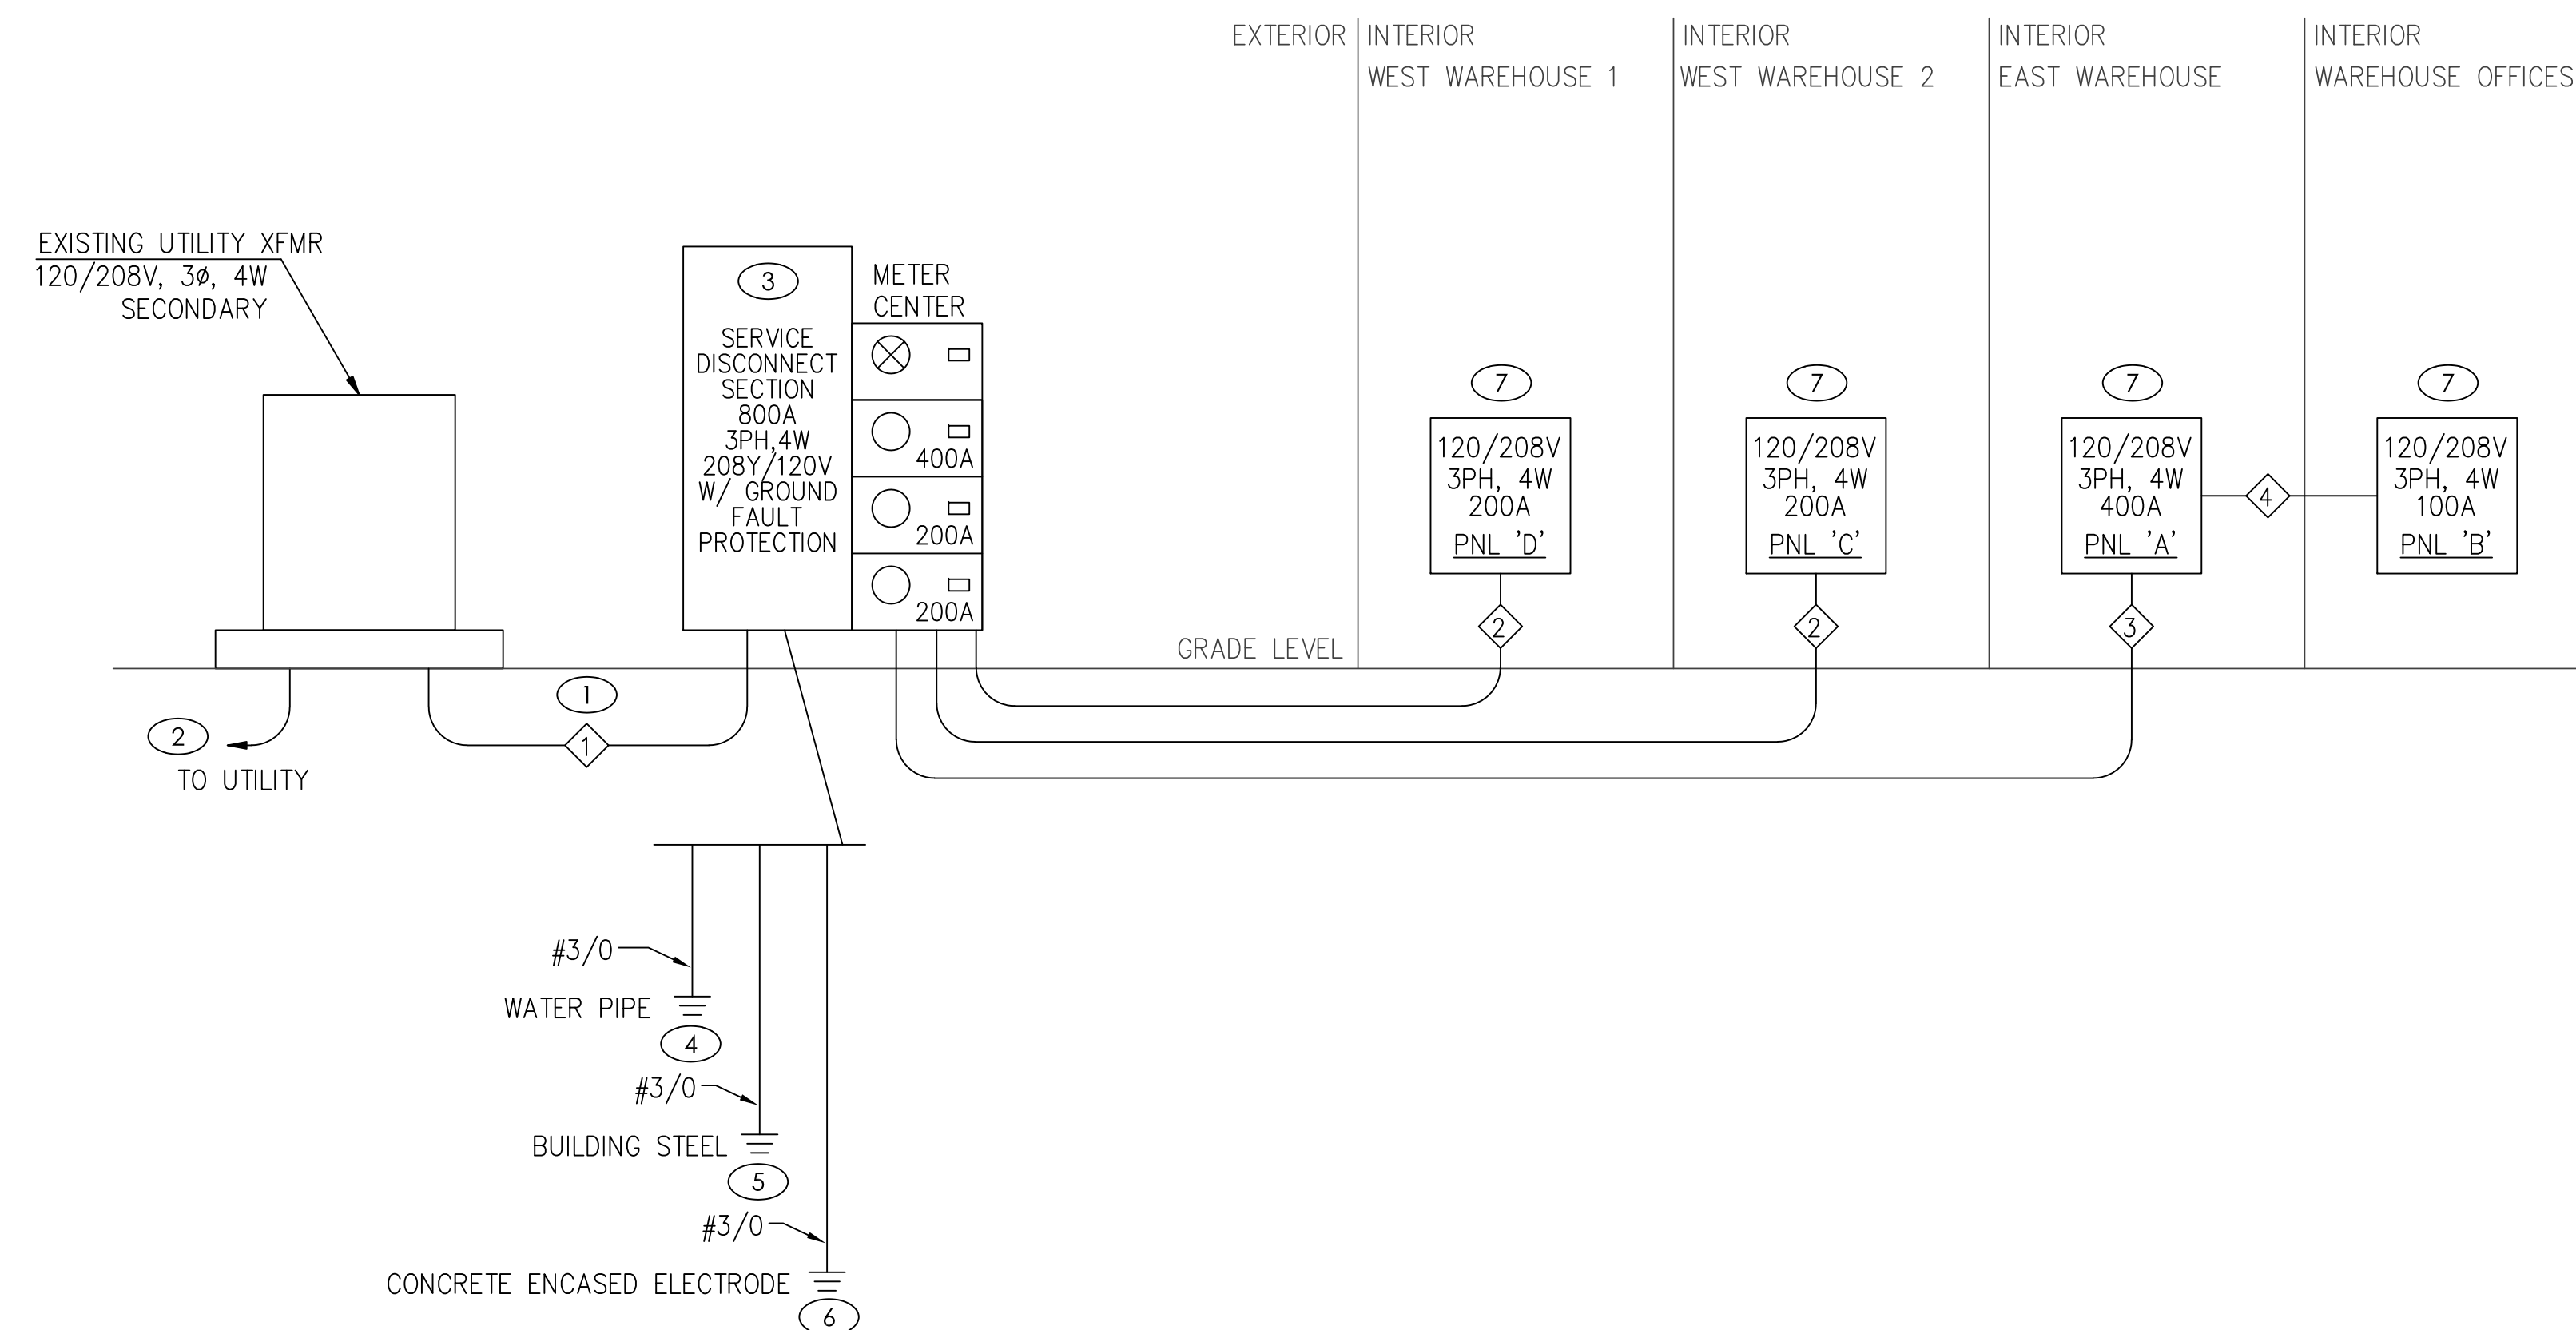 EXTERIOR
INTERIOR
WEST WAREHOUSE 1
INTERIOR
WEST WAREHOUSE 2
INTERIOR
EAST WAREHOUSE
INTERIOR
WAREHOUSE OFFICES
EXISTING UTILITY XFMR
120/208V, 3ø, 4W
SECONDARY
3
SERVICE
DISCONNECT
SECTION
800A
3PH,4W
208Y/120V
W/ GROUND
FAULT
PROTECTION
METER
CENTER
400A
200A
200A
7
120/208V
3PH, 4W
200A
PNL 'D'
2
7
120/208V
3PH, 4W
200A
PNL 'C'
2
7
120/208V
3PH, 4W
400A
PNL 'A'
3
4
7
120/208V
3PH, 4W
100A
PNL 'B'
GRADE LEVEL
1
1
2
TO UTILITY
#3/0
WATER PIPE
4
#3/0
BUILDING STEEL
5
#3/0
CONCRETE ENCASED ELECTRODE
6